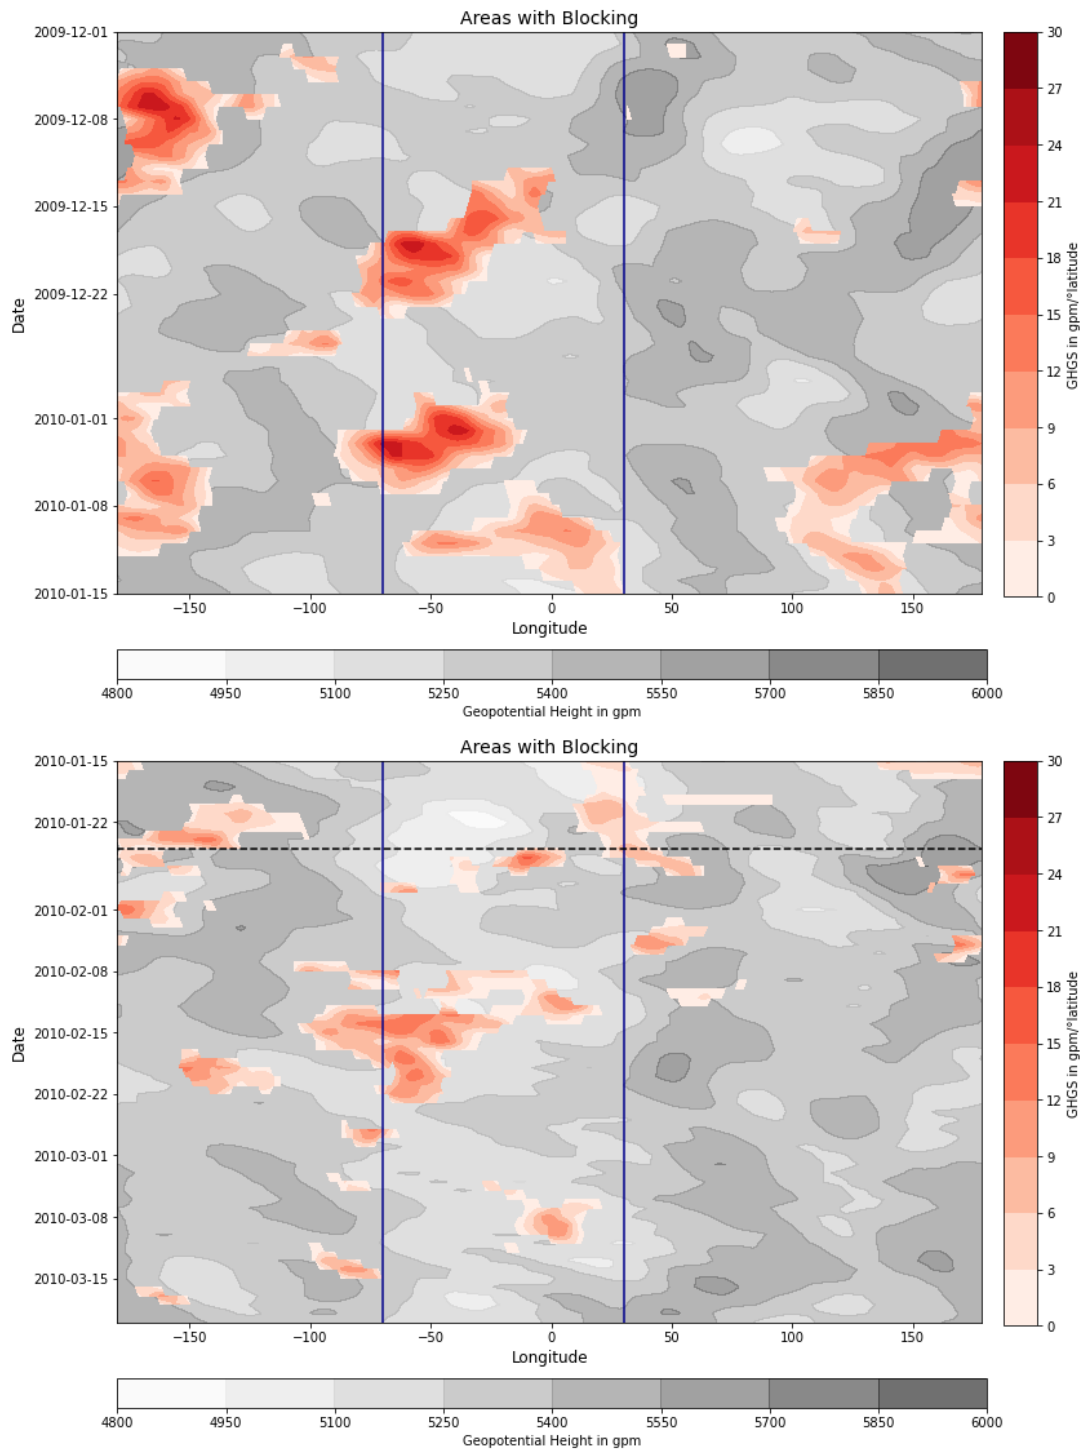 Areas with Blocking
2009-12-01
2009-12-08
2009-12-15
2009-12-22
2010-01-01
2010-01-08
2010-01-15
Date
−150 −100 −50 0 50 100 150
Longitude
30
27
24
21
18
15
12
9
6
3
0
GHGS in gpm/°latitude
4800 4950 5100 5250 5400 5550 5700 5850 6000
Geopotential Height in gpm
Areas with Blocking
2010-01-15
2010-01-22
2010-02-01
2010-02-08
2010-02-15
2010-02-22
2010-03-01
2010-03-08
2010-03-15
Date
−150 −100 −50 0 50 100 150
Longitude
30
27
24
21
18
15
12
9
6
3
0
GHGS in gpm/°latitude
4800 4950 5100 5250 5400 5550 5700 5850 6000
Geopotential Height in gpm